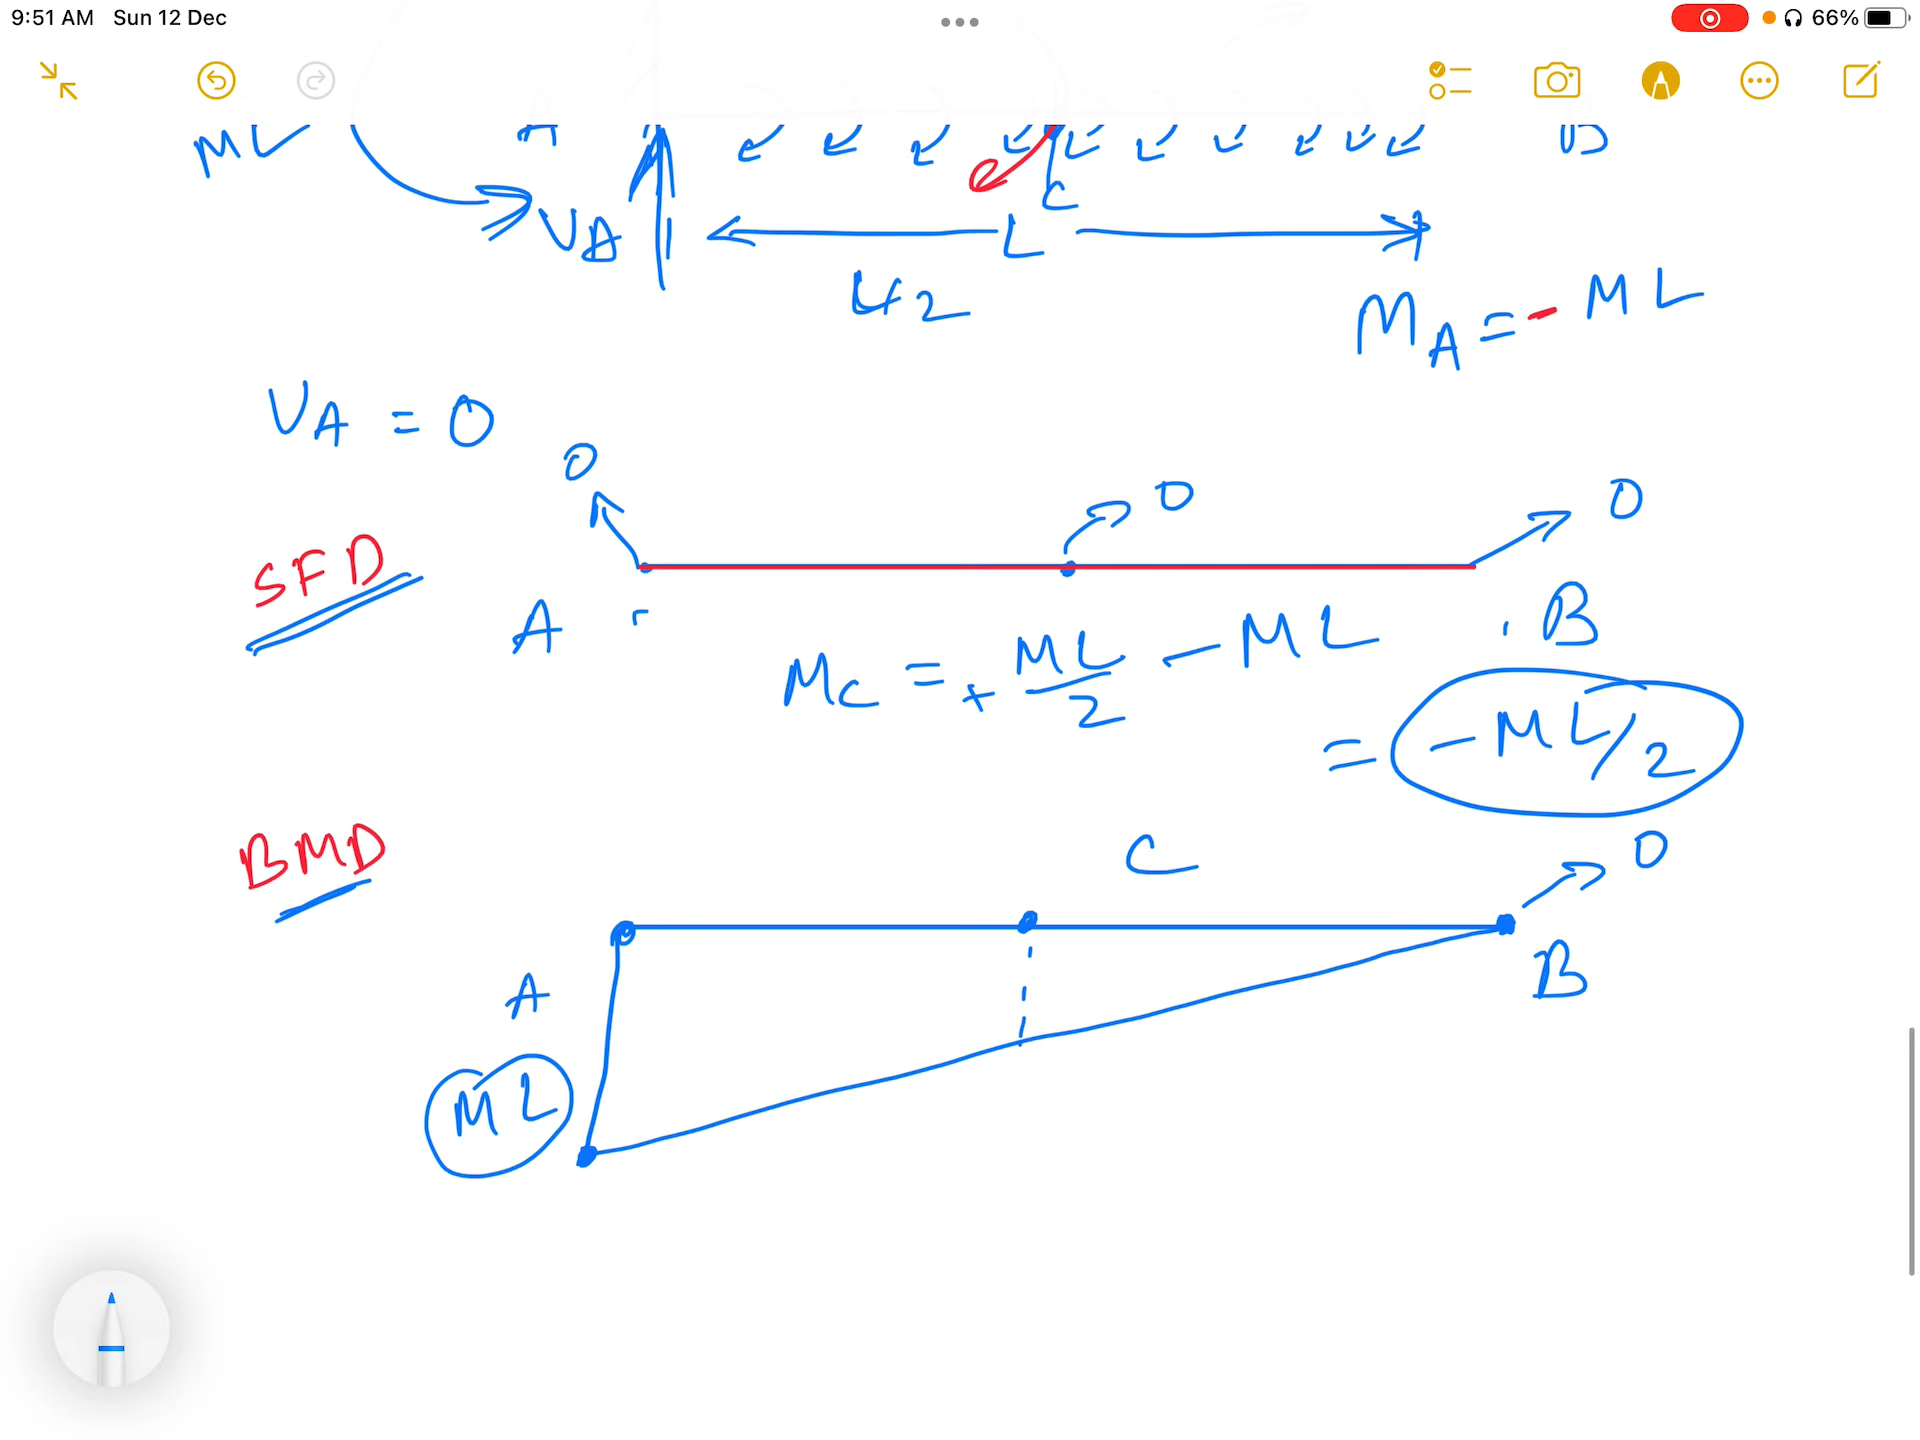 9:51 AM Sun 12 Dec
66%
ML
A
C
VA
L
L/2
MA = - ML
VA = 0
0
0
0
SFD
A
B
MC = + ML/2 - ML
= -ML/2
BMD
C
0
A
B
ML